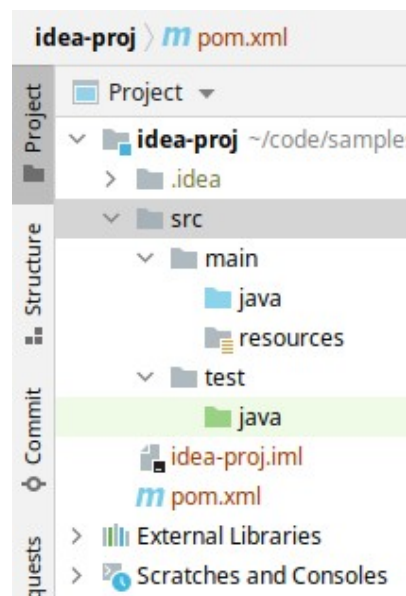 idea-proj m pom.xml
Project
Project
idea-proj ~/code/sample
.idea
src
Structure
main
java
resources
test
Commit
java
idea-proj.iml
m pom.xml
External Libraries
Scratches and Consoles